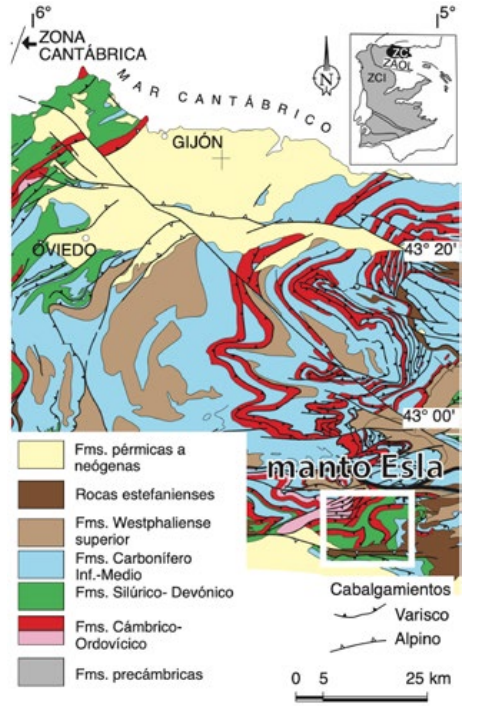 6°
5°
ZONA
CANTÁBRICA
MAR CANTÁBRICO
N
ZC
ZAOL
ZCI
GIJÓN
OVIEDO
43° 20'
43° 00'
manto Esla
Fms. pérmicas a
neógenas
Rocas estefanienses
Fms. Westphaliense
superior
Fms. Carbonífero
Inf.-Medio
Fms. Silúrico- Devónico
Fms. Cámbrico-
Ordovícico
Fms. precámbricas
Cabalgamientos
Varisco
Alpino
0 5 25 km